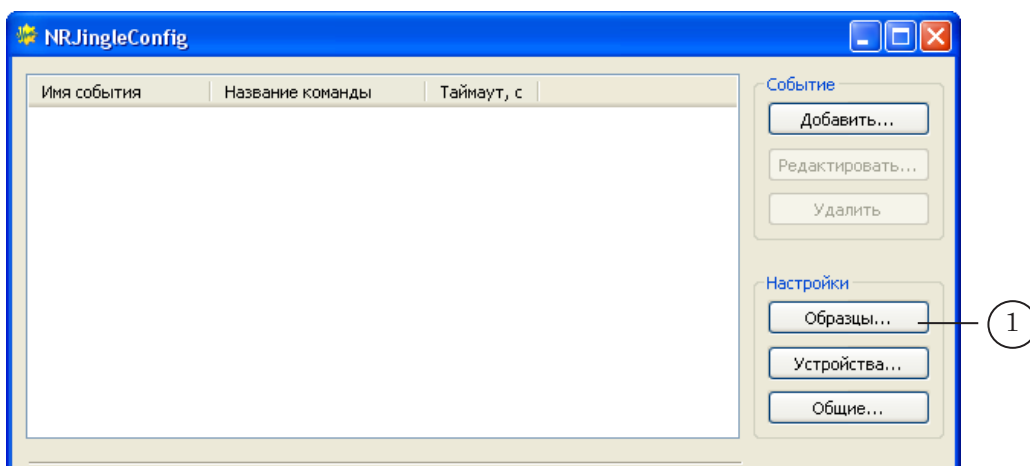 NRJingleConfig
Имя события Название команды Таймаут, с
Событие
Добавить...
Редактировать...
Удалить
Настройки
Образцы...
1
Устройства...
Общие...